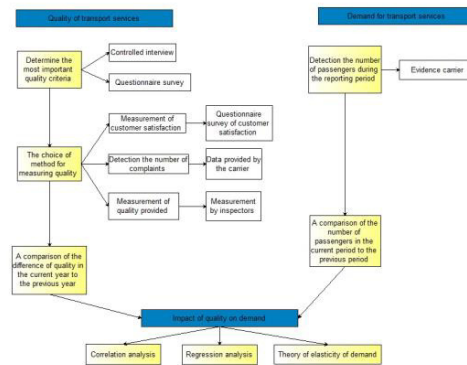 Quality of transport services
Demand for transport services
Determine the
most important
quality criteria
Controlled interview
Questionnaire survey
Detection the number
of passengers during
the reporting period
Evidence carrier
The choice of
method for
measuring quality
Measurement of
customer satisfaction
Questionnaire
survey of customer
satisfaction
Detection the number of
complaints
Data provided by
the carrier
Measurement of
quality provided
Measurement
by inspectors
A comparison of the
difference of quality in
the current year to
the previous year
A comparison of the
number of
passengers in the
current period to the
previous period
Impact of quality on demand
Correlation analysis
Regression analysis
Theory of elasticity of demand